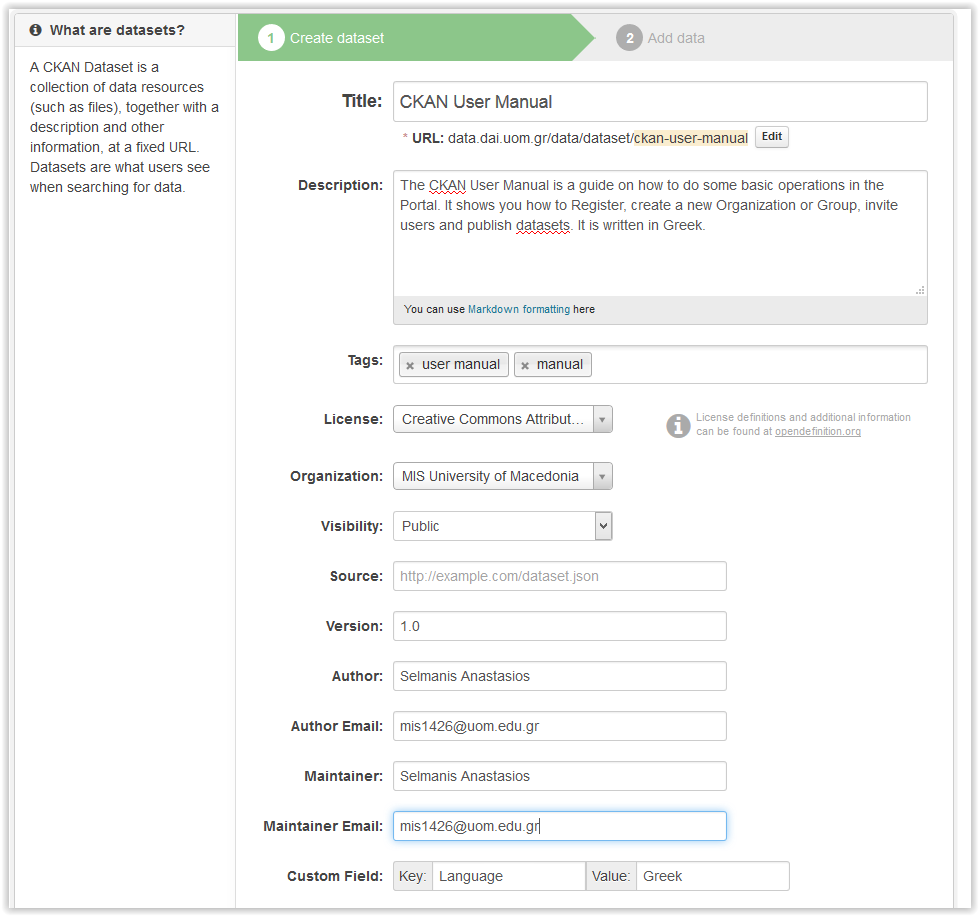 What are datasets?
A CKAN Dataset is a
collection of data resources
(such as files), together with a
description and other
information, at a fixed URL.
Datasets are what users see
when searching for data.
1 Create dataset
2 Add data
Title: CKAN User Manual
* URL: data.dai.uom.gr/data/dataset/ckan-user-manual Edit
Description: The CKAN User Manual is a guide on how to do some basic operations in the
Portal. It shows you how to Register, create a new Organization or Group, invite
users and publish datasets. It is written in Greek.
You can use Markdown formatting here
Tags: × user manual × manual
License: Creative Commons Attribut...
License definitions and additional information
can be found at opendefinition.org
Organization: MIS University of Macedonia
Visibility: Public
Source: http://example.com/dataset.json
Version: 1.0
Author: Selmanis Anastasios
Author Email: mis1426@uom.edu.gr
Maintainer: Selmanis Anastasios
Maintainer Email: mis1426@uom.edu.gr
Custom Field: Key: Language Value: Greek